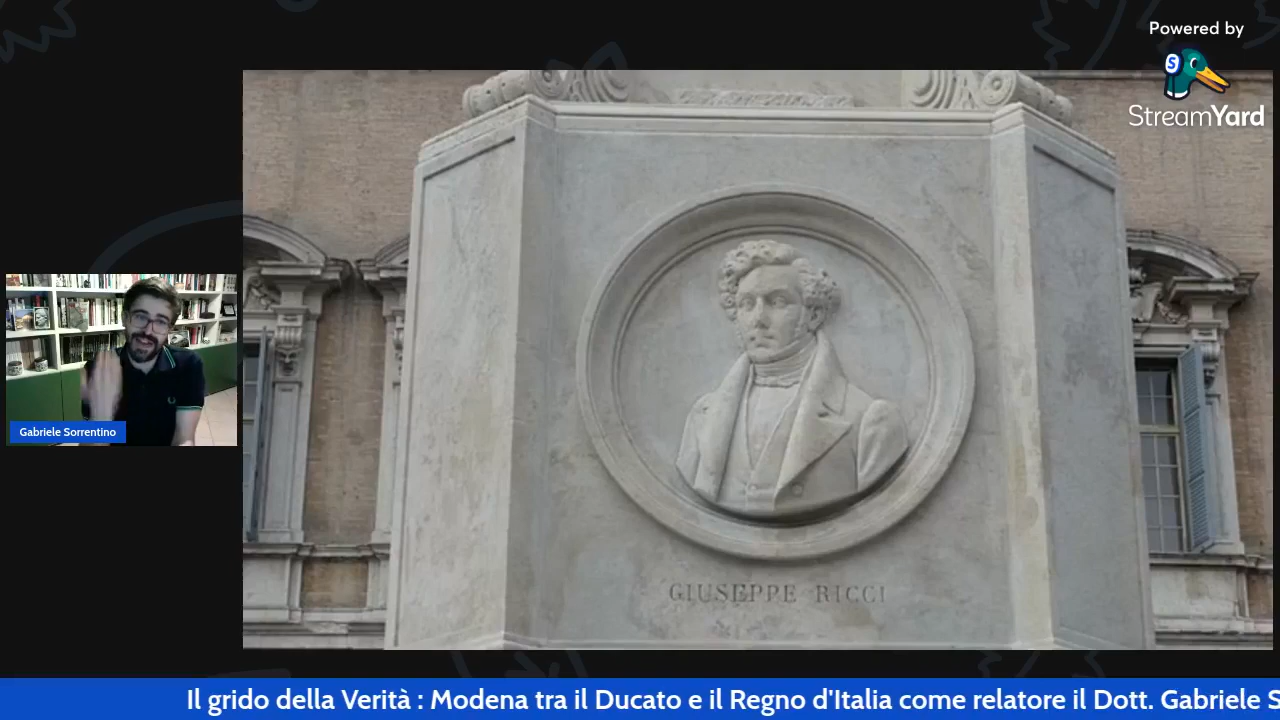 Powered by
S
StreamYard
GIUSEPPE RICCI
Gabriele Sorrentino
Il grido della Verità : Modena tra il Ducato e il Regno d'Italia come relatore il Dott. Gabriele S